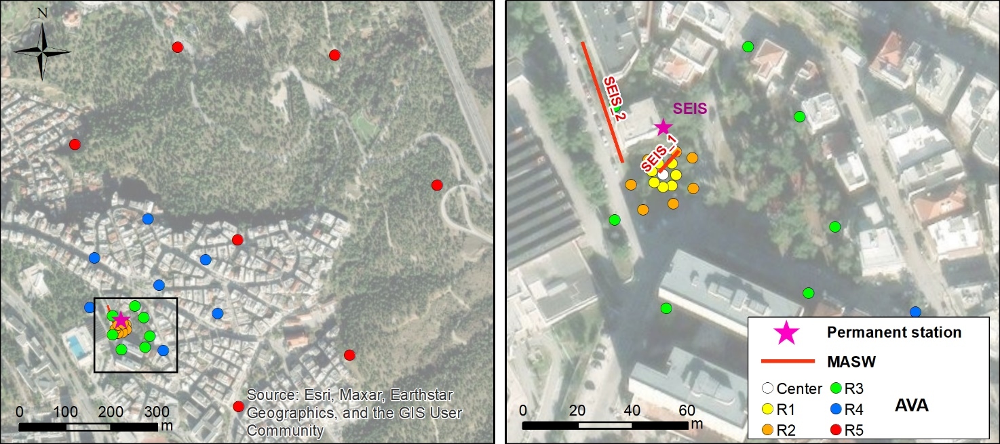 N
Source: Esri, Maxar, Earthstar
Geographics, and the GIS User
Community
0 100 200 300
m
SEIS_2
SEIS
SEIS_1
0 20 40 60
m
Permanent station
MASW
Center R3
R1 R4 AVA
R2 R5